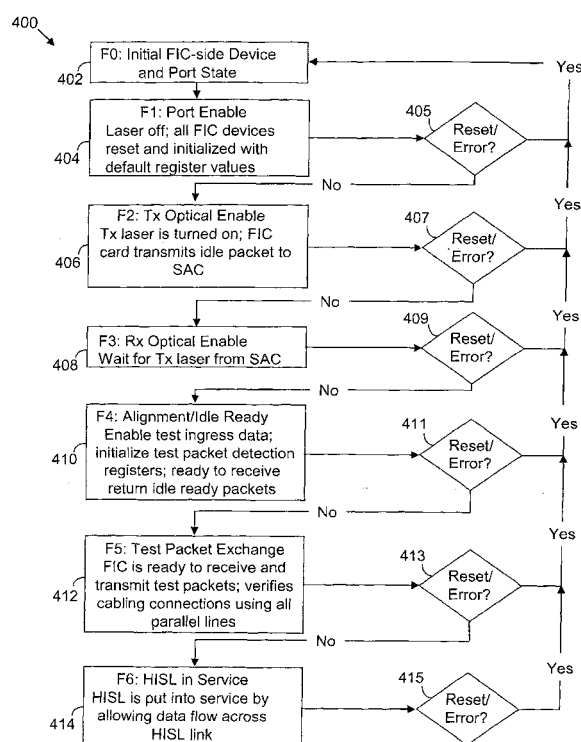 400
F0: Initial FIC-side Device
and Port State
402
Yes
F1: Port Enable
Laser off; all FIC devices
reset and initialized with
default register values
404
405
Reset/
Error?
No
Yes
F2: Tx Optical Enable
Tx laser is turned on; FIC
card transmits idle packet to
SAC
406
407
Reset/
Error?
No
Yes
F3: Rx Optical Enable
Wait for Tx laser from SAC
408
409
Reset/
Error?
No
Yes
F4: Alignment/Idle Ready
Enable test ingress data;
initialize test packet detection
registers; ready to receive
return idle ready packets
410
411
Reset/
Error?
No
Yes
F5: Test Packet Exchange
FIC is ready to receive and
transmit test packets; verifies
cabling connections using all
parallel lines
412
413
Reset/
Error?
No
Yes
F6: HISL in Service
HISL is put into service by
allowing data flow across
HISL link
414
415
Reset/
Error?